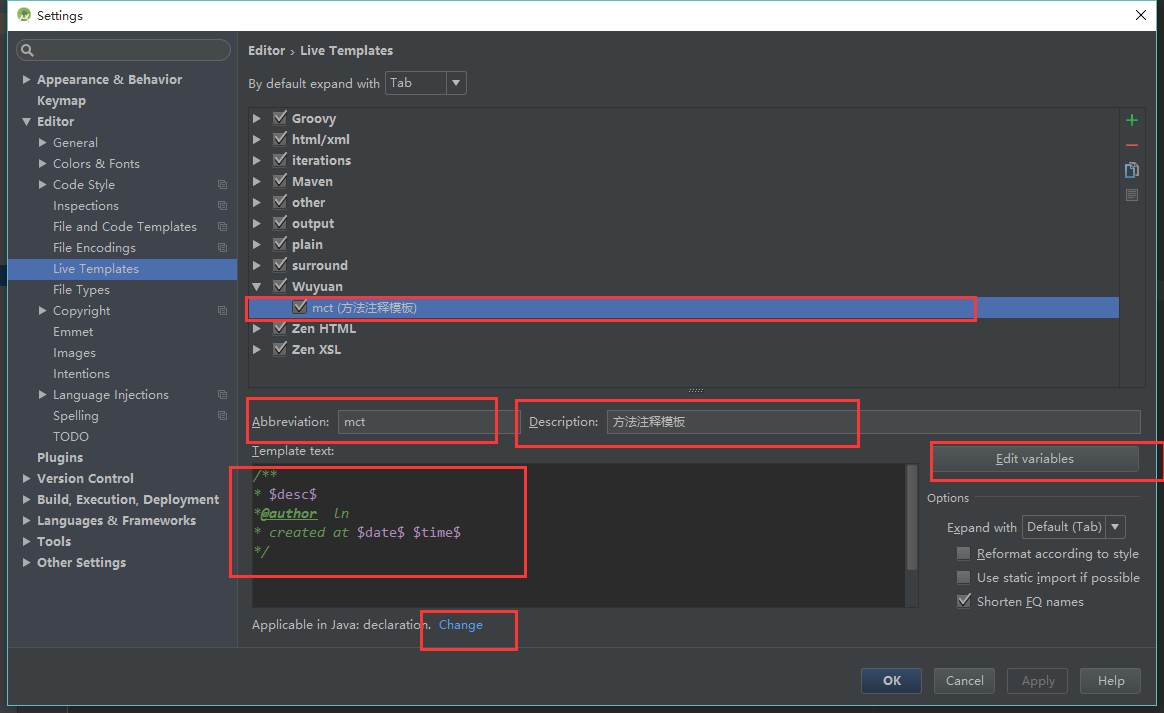 Settings
Appearance & Behavior
Keymap
Editor
General
Colors & Fonts
Code Style
Inspections
File and Code Templates
File Encodings
Live Templates
File Types
Copyright
Emmet
Images
Intentions
Language Injections
Spelling
TODO
Plugins
Version Control
Build, Execution, Deployment
Languages & Frameworks
Tools
Other Settings
Editor › Live Templates
By default expand with Tab
Groovy
html/xml
iterations
Maven
other
output
plain
surround
Wuyuan
mct (方法注释模板)
Zen HTML
Zen XSL
Abbreviation: mct Description: 方法注释模板
Template text:
/**
* $desc$
*@author ln
* created at $date$ $time$
*/
Applicable in Java: declaration. Change
Edit variables
Options
Expand with Default (Tab)
Reformat according to style
Use static import if possible
Shorten FQ names
OK Cancel Apply Help